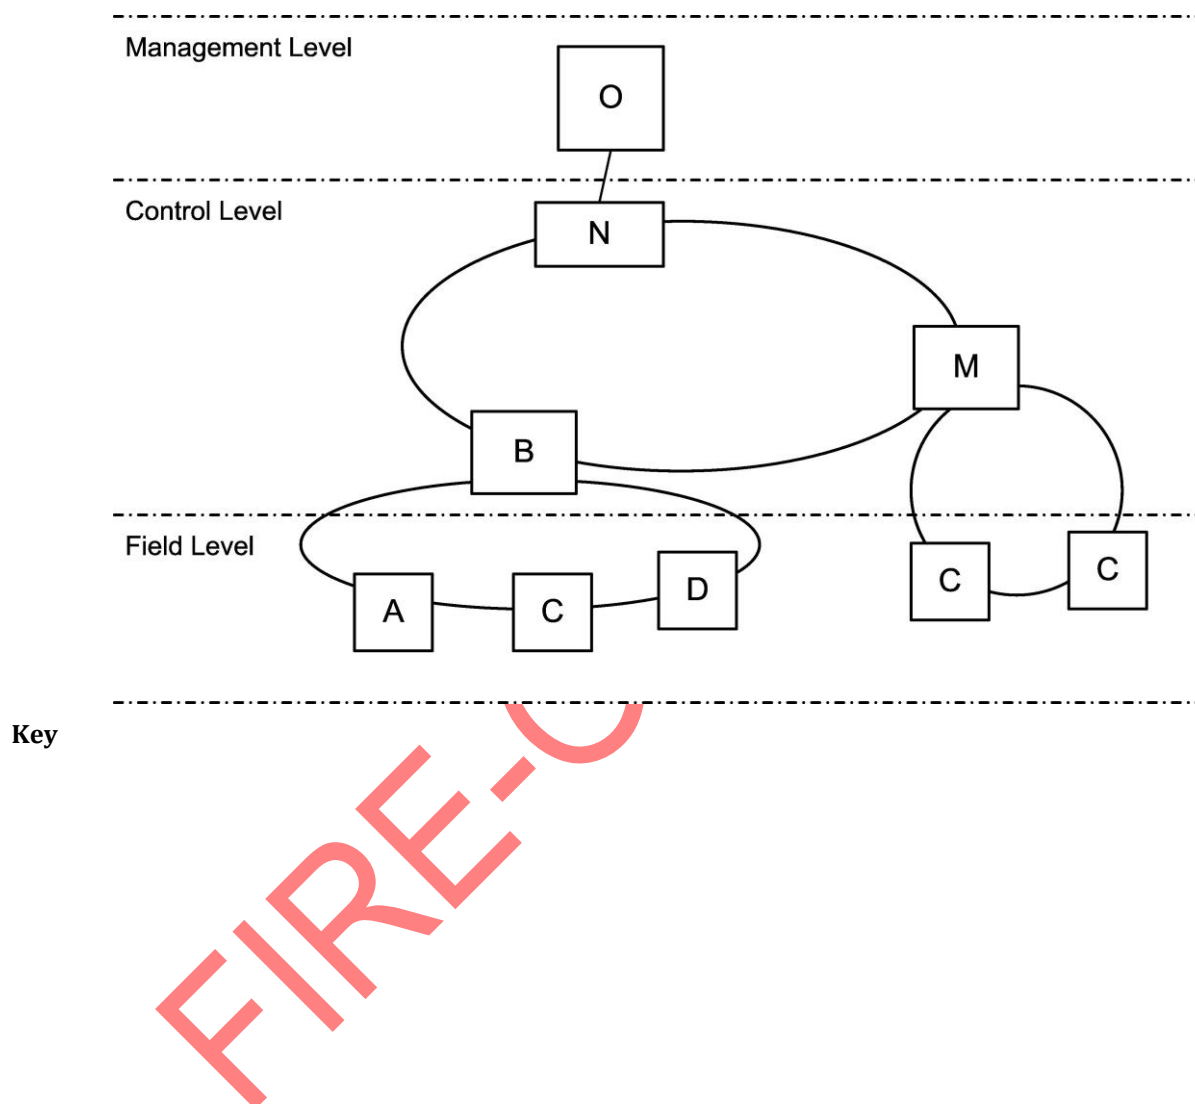 Management Level
O
Control Level
N
M
B
Field Level
A
C
D
C
C
Key
FIRE-